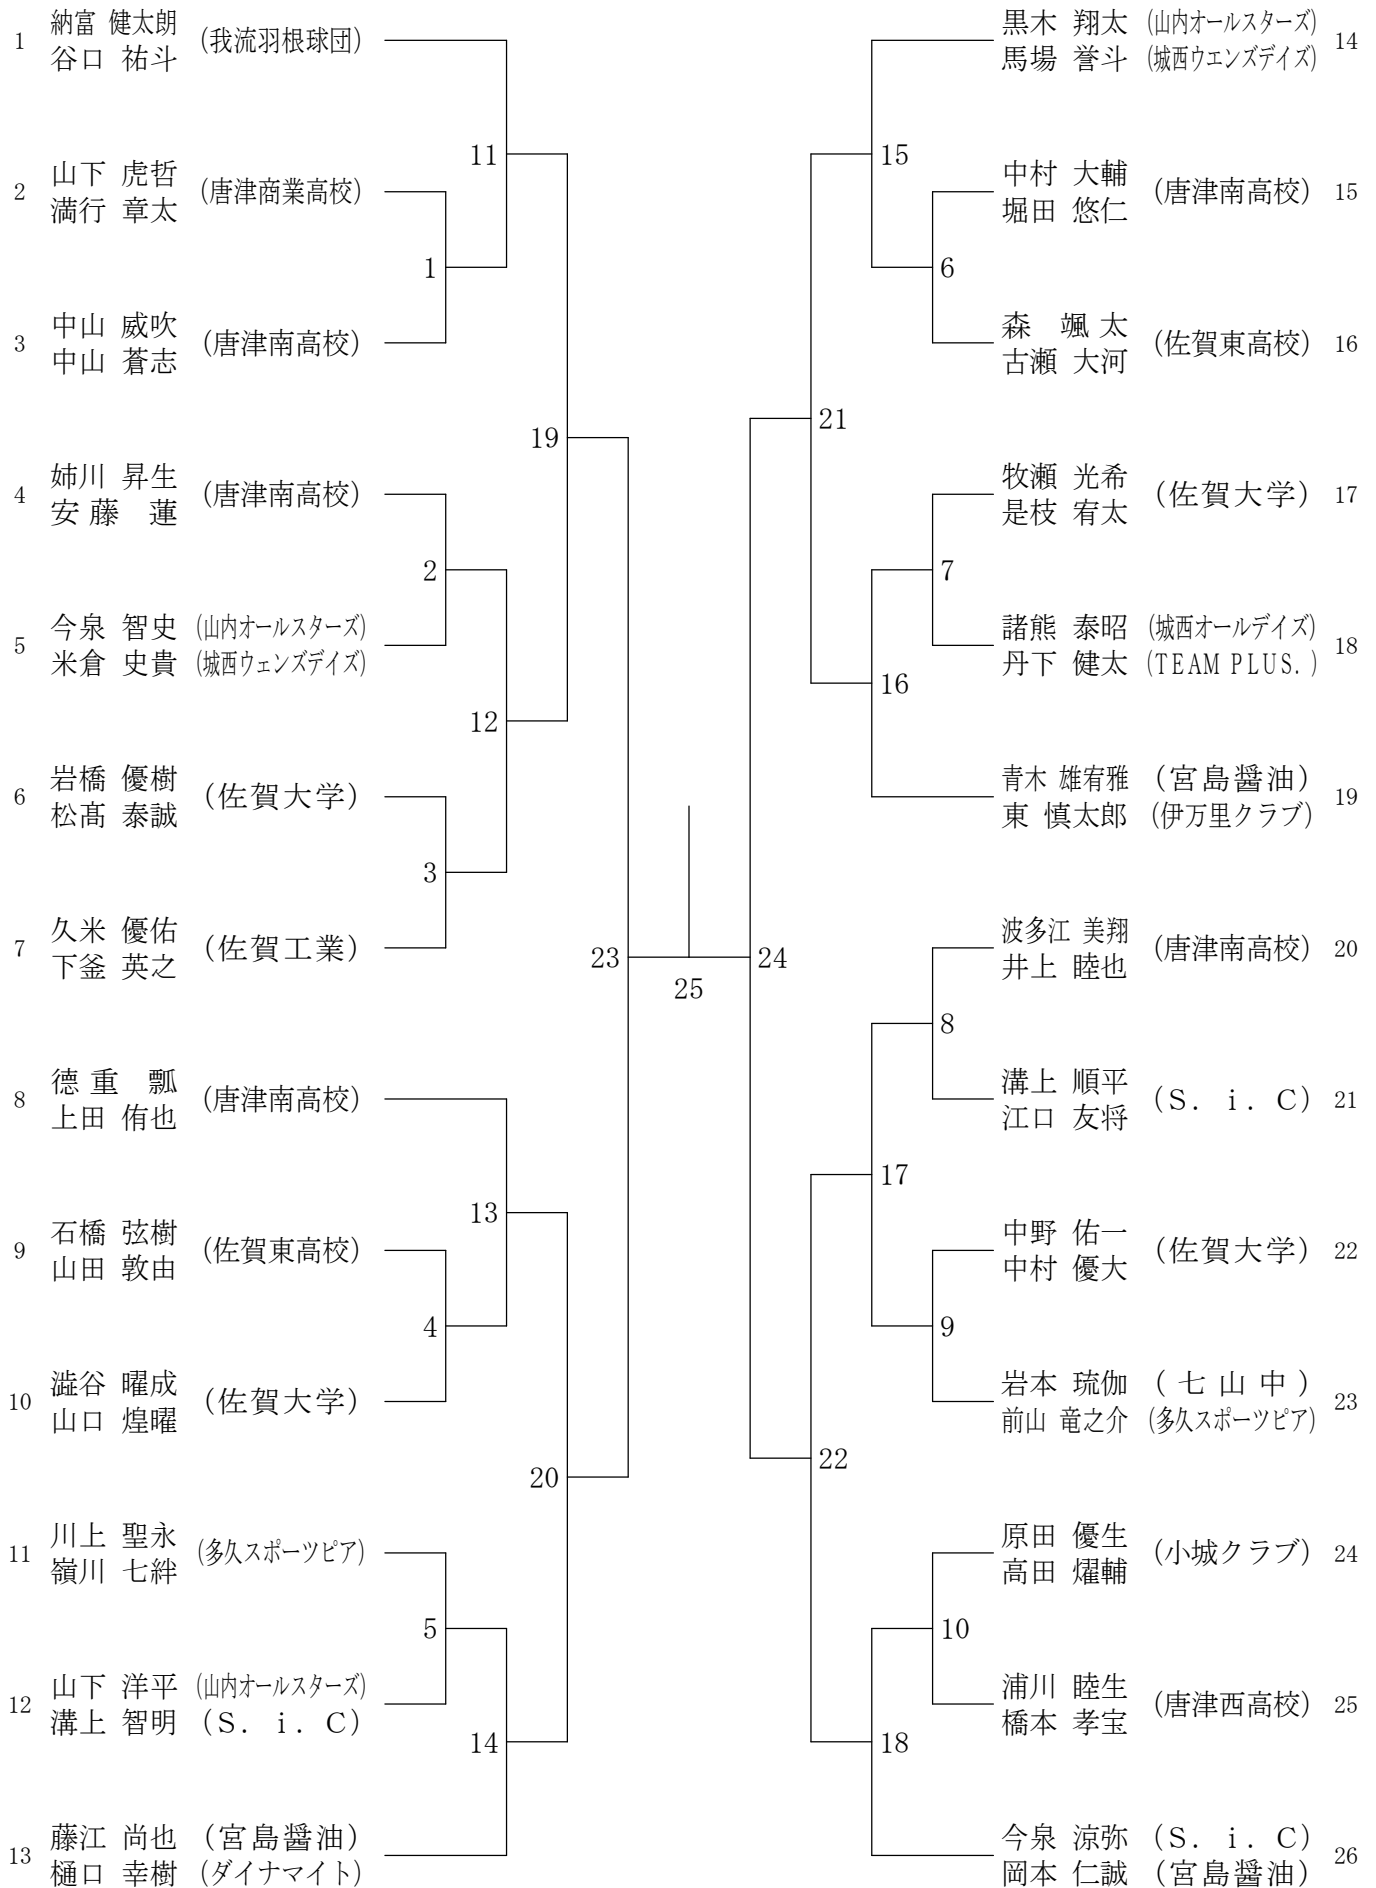 1 納富 健太朗 (我流羽根球団)
谷口 祐斗
2 山下 虎哲 (唐津商業高校)
満行 章太
3 中山 威吹 (唐津南高校)
中山 蒼志
4 姉川 昇生 (唐津南高校)
安藤 蓮
5 今泉 智史 (山内オールスターズ)
米倉 史貴 (城西ウェンズデイズ)
6 岩橋 優樹 (佐賀大学)
松髙 泰誠
7 久米 優佑 (佐賀工業)
下釜 英之
8 德重 瓢 (唐津南高校)
上田 侑也
9 石橋 弦樹 (佐賀東高校)
山田 敦由
10 澁谷 曜成 (佐賀大学)
山口 煌曜
11 川上 聖永 (多久スポーツピア)
嶺川 七絆
12 山下 洋平 (山内オールスターズ)
溝上 智明 (S. i. C)
13 藤江 尚也 (宮島醤油)
樋口 幸樹 (ダイナマイト)
11
1
19
2
12
3
23
13
4
20
5
14
25
15
6
21
7
16
24
8
17
9
22
10
18
黒木 翔太 (山内オールスターズ) 14
馬場 誉斗 (城西ウエンズデイズ)
中村 大輔 (唐津南高校) 15
堀田 悠仁
森 颯太 (佐賀東高校) 16
古瀬 大河
牧瀬 光希 (佐賀大学) 17
是枝 宥太
諸熊 泰昭 (城西オールデイズ) 18
丹下 健太 (TEAM PLUS.)
青木 雄宥雅 (宮島醤油) 19
東 慎太郎 (伊万里クラブ)
波多江 美翔 (唐津南高校) 20
井上 睦也
溝上 順平 (S. i. C) 21
江口 友将
中野 佑一 (佐賀大学) 22
中村 優大
岩本 琉伽 (七山中) 23
前山 竜之介 (多久スポーツピア)
原田 優生 (小城クラブ) 24
高田 燿輔
浦川 睦生 (唐津西高校) 25
橋本 孝宝
今泉 涼弥 (S. i. C) 26
岡本 仁誠 (宮島醤油)